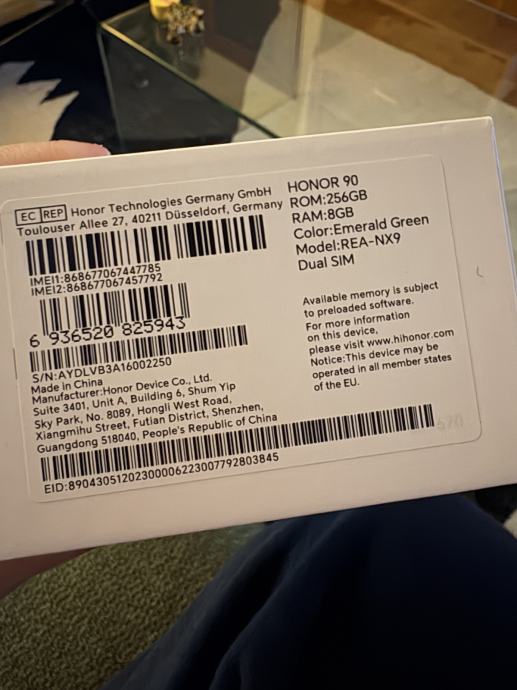 EC REP Honor Technologies Germany GmbH
Toulouser Allee 27, 40211 Düsseldorf, Germany
IMEI1:868677067447785
IMEI2:868677067457792
6 936520 825943
S/N:AYDLVB3A16002250
Made in China
Manufacturer:Honor Device Co., Ltd.
Suite 3401, Unit A, Building 6, Shum Yip
Sky Park, No. 8089, Hongli West Road,
Xiangmihu Street, Futian District, Shenzhen,
Guangdong 518040, People's Republic of China
EID:89043051202300006223007792803845
HONOR 90
ROM:256GB
RAM:8GB
Color:Emerald Green
Model:REA-NX9
Dual SIM
Available memory is subject
to preloaded software.
For more information
on this device,
please visit www.hihonor.com
Notice:This device may be
operated in all member states
of the EU.